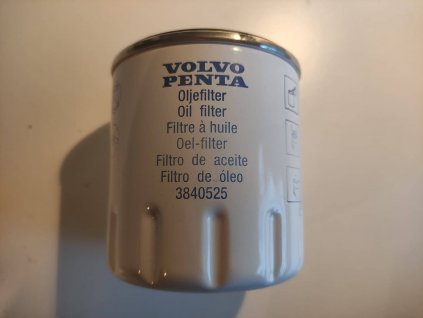 VOLVO
PENTA
Oljefilter
Oil filter
Filtre à huile
Oel-filter
Filtro de aceite
Filtro de óleo
3840525